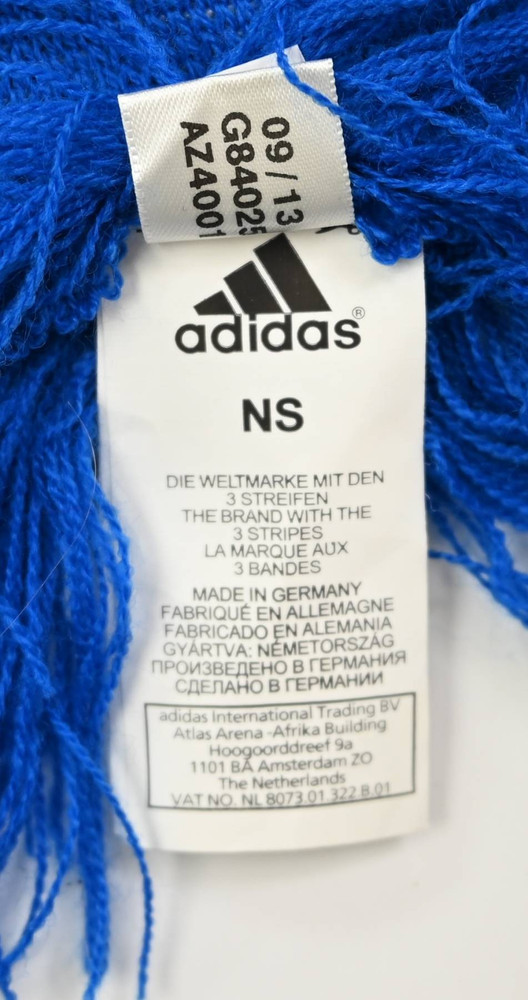 09/13
G84025
AZ4001
adidas®
NS
DIE WELTMARKE MIT DEN
3 STREIFEN
THE BRAND WITH THE
3 STRIPES
LA MARQUE AUX
3 BANDES
MADE IN GERMANY
FABRIQUÉ EN ALLEMAGNE
FABRICADO EN ALEMANIA
GYÁRTVA: NÉMETORSZÁG
ПРОИЗВЕДЕНО В ГЕРМАНИЯ
СДЕЛАНО В ГЕРМАНИИ
adidas International Trading BV
Atlas Arena -Afrika Building
Hoogoorddreef 9a
1101 BA Amsterdam ZO
The Netherlands
VAT NO. NL 8073.01.322.B.01